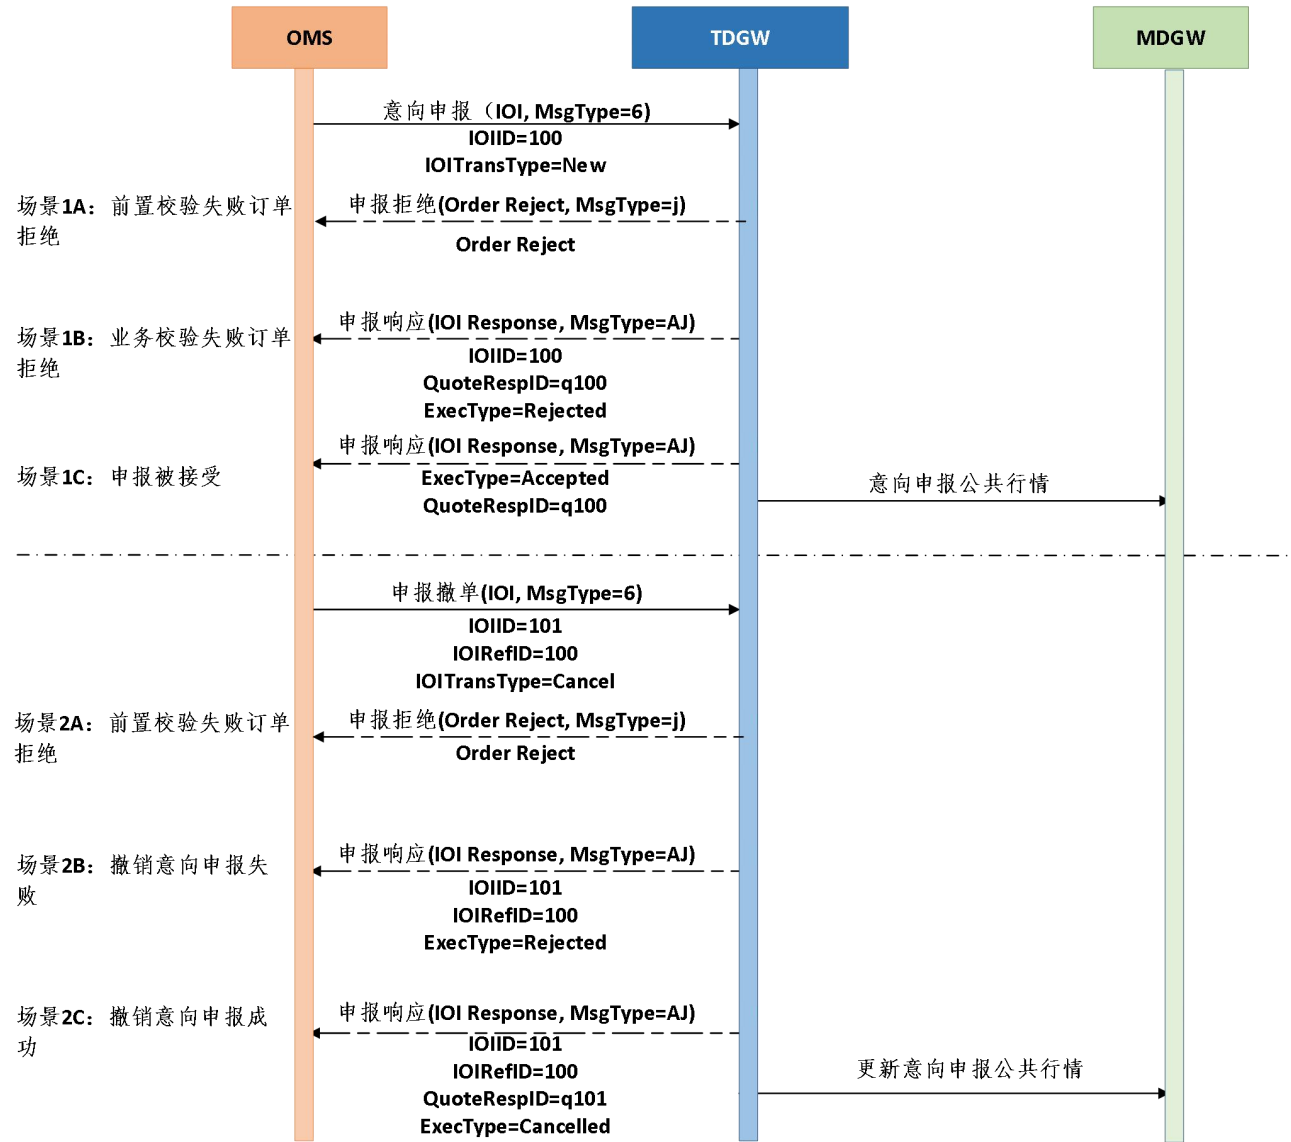 OMS
TDGW
MDGW
意向申报（IOI, MsgType=6)
IOIID=100
IOITransType=New
场景1A：前置校验失败订单
拒绝
申报拒绝(Order Reject, MsgType=j)
Order Reject
场景1B：业务校验失败订单
拒绝
申报响应(IOI Response, MsgType=AJ)
IOIID=100
QuoteRespID=q100
ExecType=Rejected
场景1C：申报被接受
申报响应(IOI Response, MsgType=AJ)
ExecType=Accepted
QuoteRespID=q100
意向申报公共行情
申报撤单(IOI, MsgType=6)
IOIID=101
IOIRefID=100
IOITransType=Cancel
场景2A：前置校验失败订单
拒绝
申报拒绝(Order Reject, MsgType=j)
Order Reject
场景2B：撤销意向申报失
败
申报响应(IOI Response, MsgType=AJ)
IOIID=101
IOIRefID=100
ExecType=Rejected
场景2C：撤销意向申报成
功
申报响应(IOI Response, MsgType=AJ)
IOIID=101
IOIRefID=100
QuoteRespID=q101
ExecType=Cancelled
更新意向申报公共行情